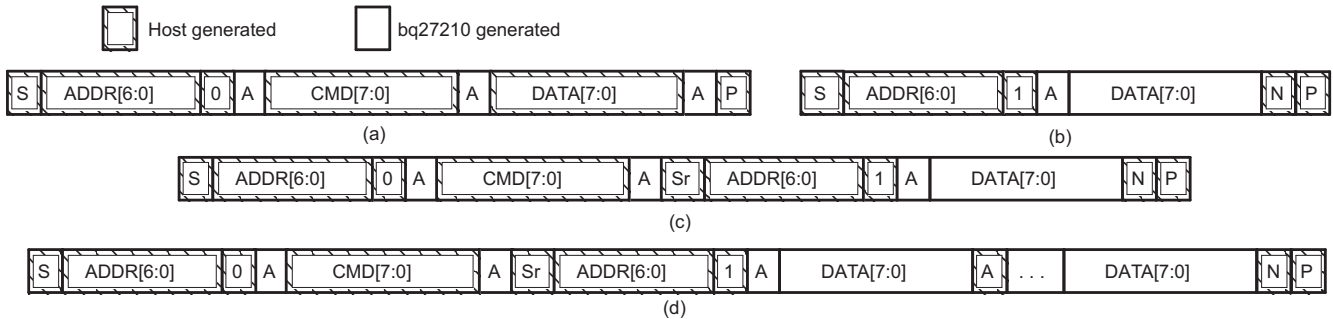 Host generated bq27210 generated
S ADDR[6:0] 0 A CMD[7:0] A DATA[7:0] A P S ADDR[6:0] 1 A DATA[7:0] N P
(a) (b)
S ADDR[6:0] 0 A CMD[7:0] A Sr ADDR[6:0] 1 A DATA[7:0] N P
(c)
S ADDR[6:0] 0 A CMD[7:0] A Sr ADDR[6:0] 1 A DATA[7:0] A . . . DATA[7:0] N P
(d)